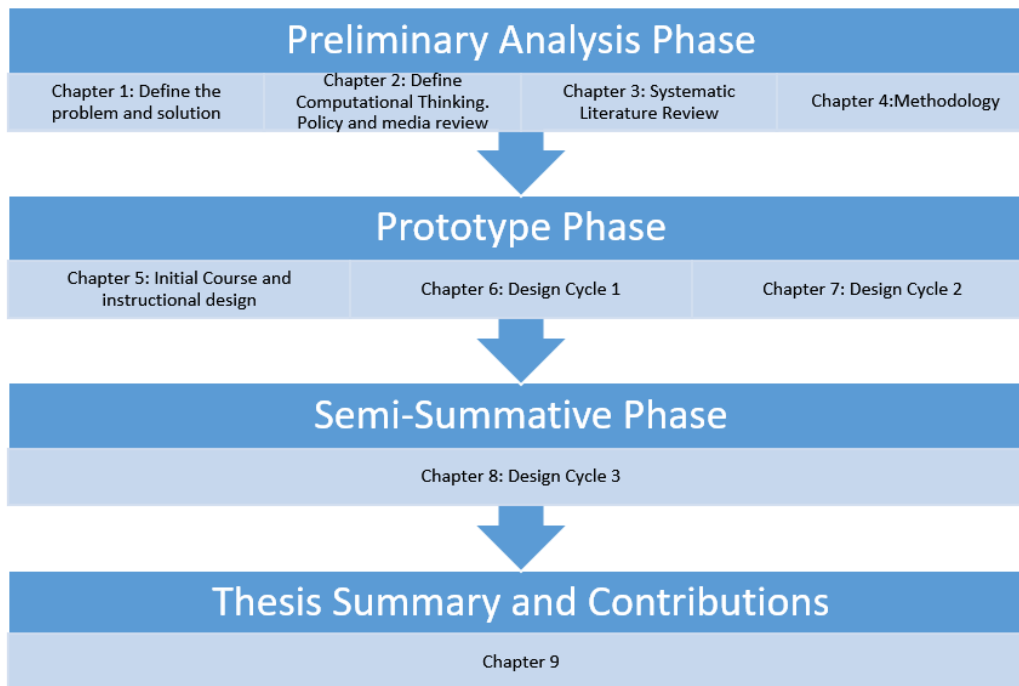 Preliminary Analysis Phase
Chapter 1: Define the
problem and solution
Chapter 2: Define
Computational Thinking.
Policy and media review
Chapter 3: Systematic
Literature Review
Chapter 4:Methodology
Prototype Phase
Chapter 5: Initial Course and
instructional design
Chapter 6: Design Cycle 1
Chapter 7: Design Cycle 2
Semi-Summative Phase
Chapter 8: Design Cycle 3
Thesis Summary and Contributions
Chapter 9